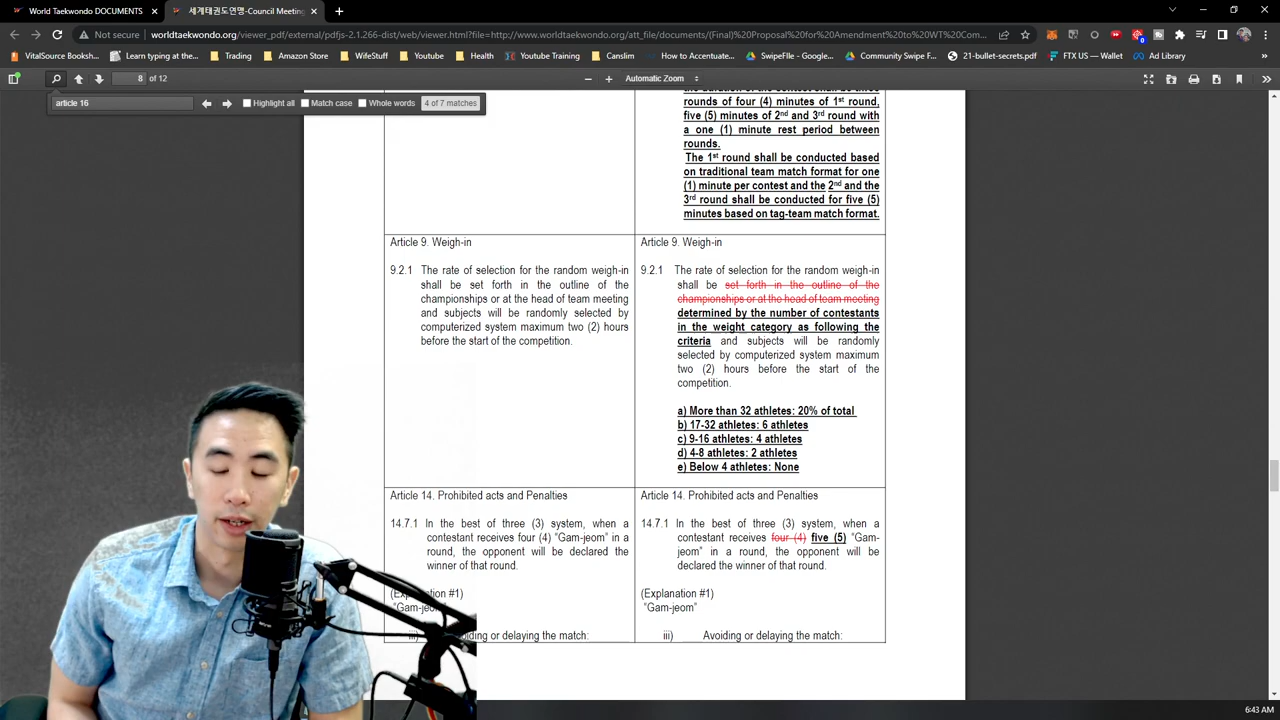 World Taekwondo DOCUMENTS
세계태권도연맹-Council Meeting
Not Secure
worldtaekwondo.org/viewer_pdf/external/pdfjs-2.1.266-dist/web/viewer.html?file=http://www.worldtaekwondo.org/att_file/documents/(Final)%20Proposal%20for%20Amendment%20to%20WT%20Com...
VitalSource Bookm...
Learn typing at the...
Trading
Amazon Store
WifeStuff
Youtube
Health
Youtube Training
Canslim
How to Accentuate...
SwipeFile - Google...
Community Swipe F...
21-bullet-secrets.pdf
FTX US — Wallet
Ad Library
8 of 12
Automatic Zoom
article 16
Highlight all
Match case
Whole words
4 of 7 matches
rounds of four (4) minutes of 1st round,
five (5) minutes of 2nd and 3rd round with
a one (1) minute rest period between
rounds.
The 1st round shall be conducted based
on traditional team match format for one
(1) minute per contest and the 2nd and the
3rd round shall be conducted for five (5)
minutes based on tag-team match format.
Article 9. Weigh-in
9.2.1 The rate of selection for the random weigh-in
shall be set forth in the outline of the
championships or at the head of team meeting
and subjects will be randomly selected by
computerized system maximum two (2) hours
before the start of the competition.
Article 9. Weigh-in
9.2.1 The rate of selection for the random weigh-in
shall be set forth in the outline of the
championships or at the head of team meeting
determined by the number of contestants
in the weight category as following the
criteria and subjects will be randomly
selected by computerized system maximum
two (2) hours before the start of the
competition.
a) More than 32 athletes: 20% of total
b) 17-32 athletes: 6 athletes
c) 9-16 athletes: 4 athletes
d) 4-8 athletes: 2 athletes
e) Below 4 athletes: None
Article 14. Prohibited acts and Penalties
14.7.1 In the best of three (3) system, when a
contestant receives four (4) “Gam-jeom” in a
round, the opponent will be declared the
winner of that round.
(Explanation #1)
“Gam-jeom”
iii) Avoiding or delaying the match:
Article 14. Prohibited acts and Penalties
14.7.1 In the best of three (3) system, when a
contestant receives four (4) five (5) “Gam-
jeom” in a round, the opponent will be
declared the winner of that round.
(Explanation #1)
“Gam-jeom”
iii) Avoiding or delaying the match:
6:43 AM